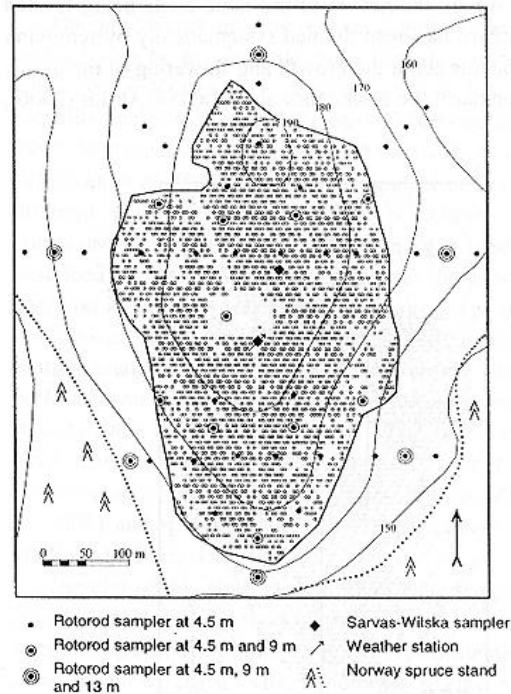 160
170
180
190
150
0 50 100 m
Rotorod sampler at 4.5 m
Rotorod sampler at 4.5 m and 9 m
Rotorod sampler at 4.5 m, 9 m
and 13 m
Sarvas-Wilska sampler
Weather station
Norway spruce stand